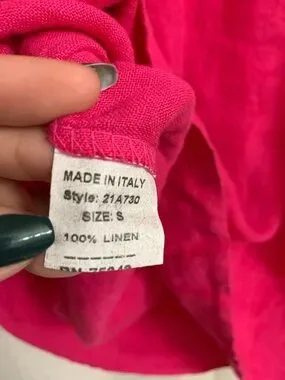 MADE IN ITALY
Style: 21A730
SIZE: S
100% LINEN